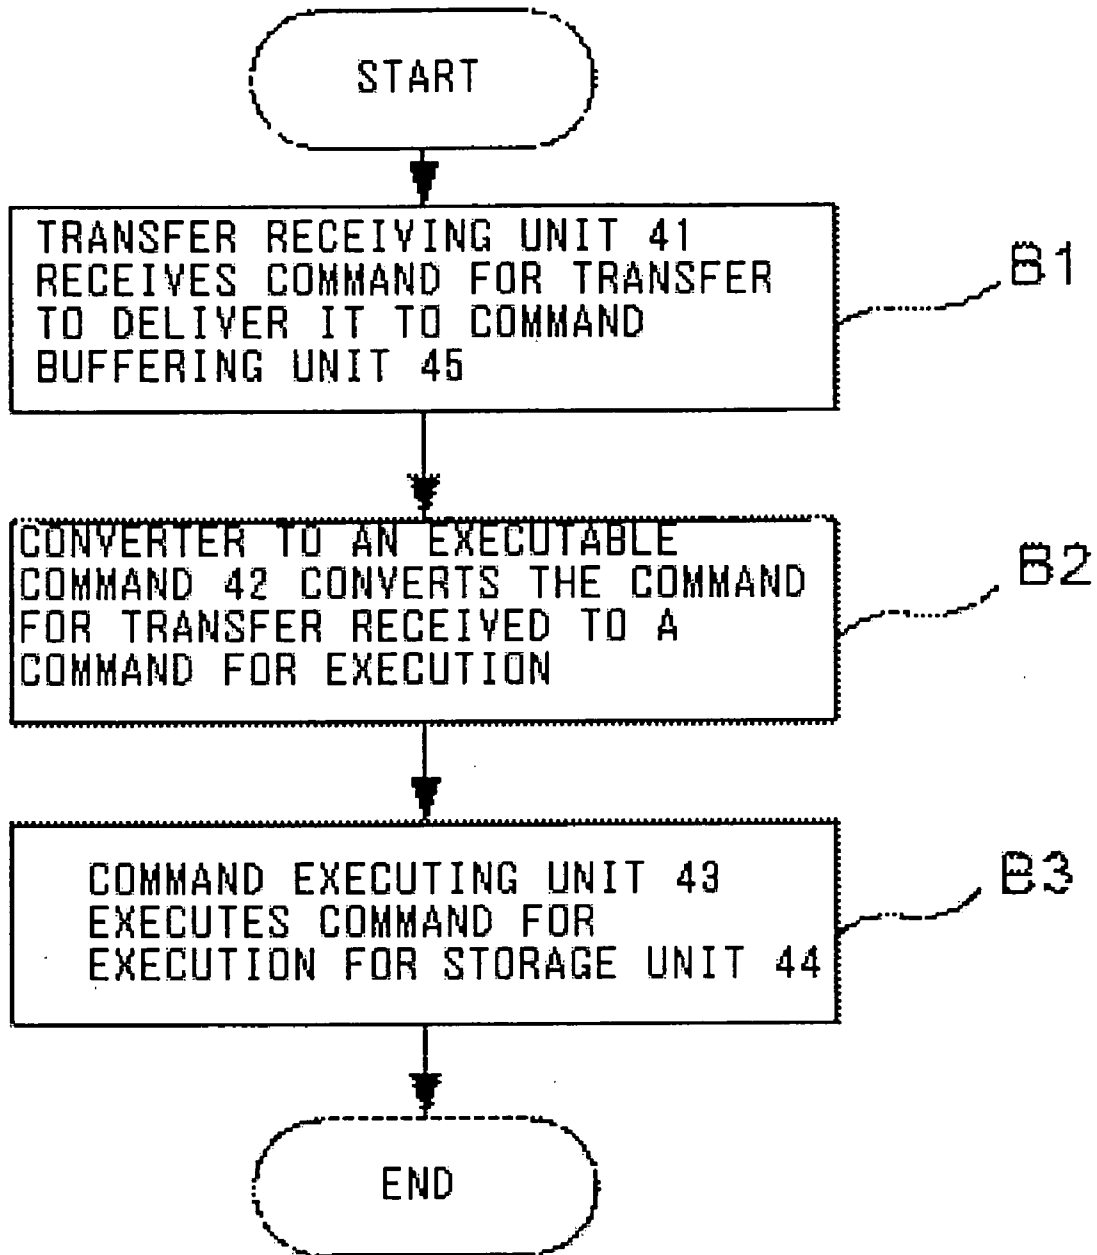 START
TRANSFER RECEIVING UNIT 41
RECEIVES COMMAND FOR TRANSFER
TO DELIVER IT TO COMMAND
BUFFERING UNIT 45
B1
CONVERTER TO AN EXECUTABLE
COMMAND 42 CONVERTS THE COMMAND
FOR TRANSFER RECEIVED TO A
COMMAND FOR EXECUTION
B2
COMMAND EXECUTING UNIT 43
EXECUTES COMMAND FOR
EXECUTION FOR STORAGE UNIT 44
B3
END